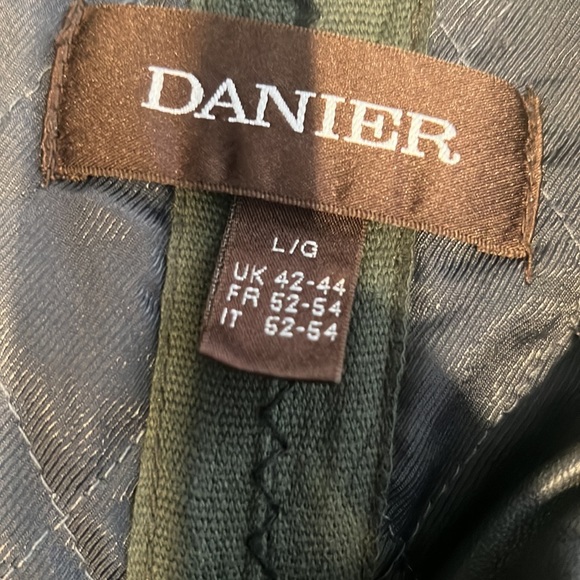 DANIER
L/G
UK 42-44
FR 52-54
IT 52-54